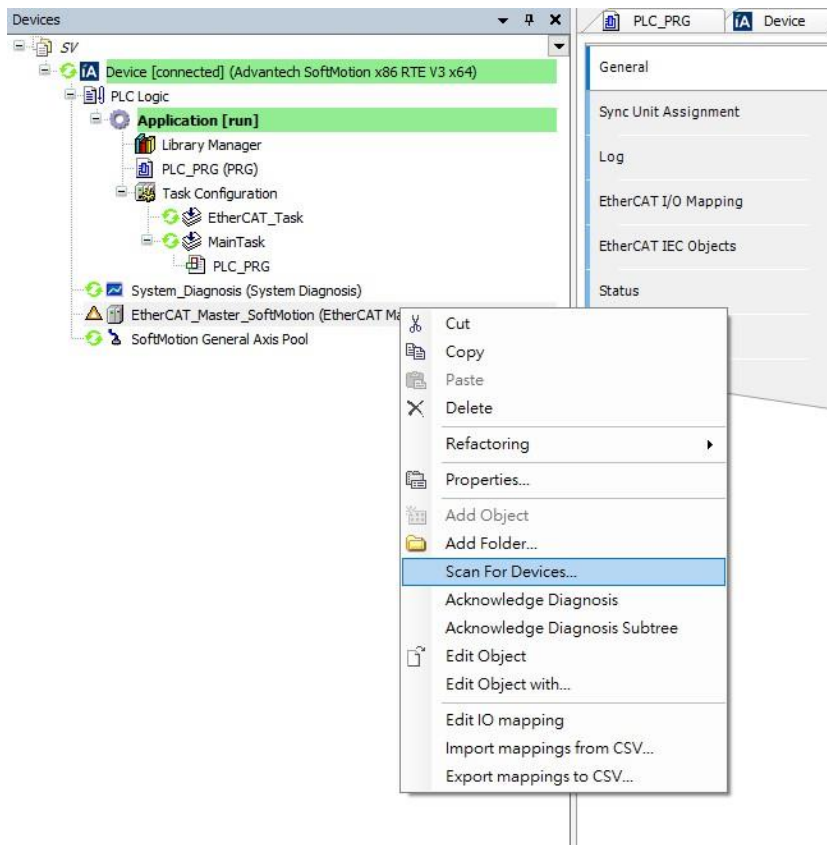 Devices
SV
Device [connected] (Advantech SoftMotion x86 RTE V3 x64)
PLC Logic
Application [run]
Library Manager
PLC_PRG (PRG)
Task Configuration
EtherCAT_Task
MainTask
PLC_PRG
System_Diagnosis (System Diagnosis)
EtherCAT_Master_SoftMotion (EtherCAT Ma
SoftMotion General Axis Pool
PLC_PRG
iA Device
General
Sync Unit Assignment
Log
EtherCAT I/O Mapping
EtherCAT IEC Objects
Status
Cut
Copy
Paste
Delete
Refactoring
Properties...
Add Object
Add Folder...
Scan For Devices...
Acknowledge Diagnosis
Acknowledge Diagnosis Subtree
Edit Object
Edit Object with...
Edit IO mapping
Import mappings from CSV...
Export mappings to CSV...